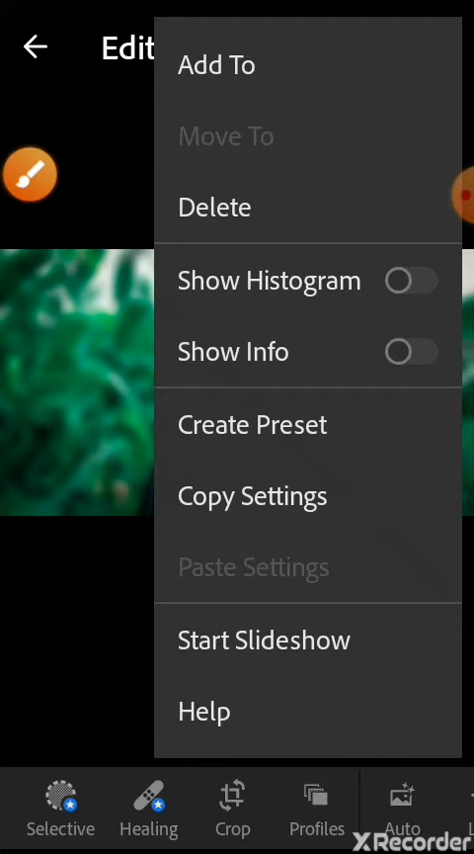 Edit
Add To
Move To
Delete
Show Histogram
Show Info
Create Preset
Copy Settings
Paste Settings
Start Slideshow
Help
Selective
Healing
Crop
Profiles
Auto
L
XRecorder